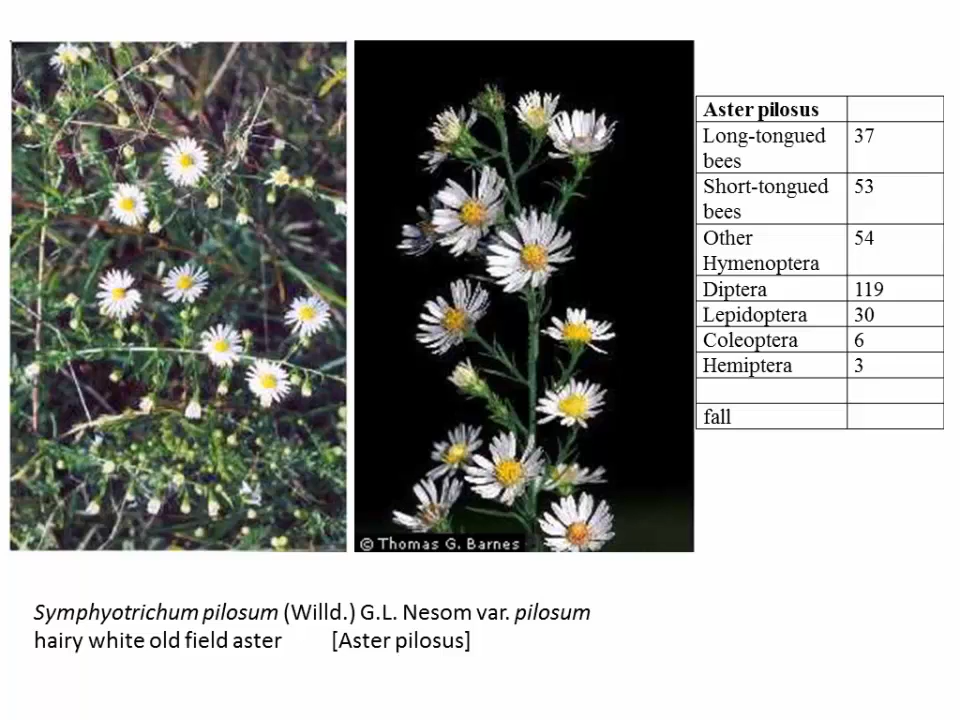 Aster pilosus
Long-tongued 37
bees
Short-tongued 53
bees
Other 54
Hymenoptera
Diptera 119
Lepidoptera 30
Coleoptera 6
Hemiptera 3
fall
© Thomas G. Barnes
Symphyotrichum pilosum (Willd.) G.L. Nesom var. pilosum
hairy white old field aster [Aster pilosus]